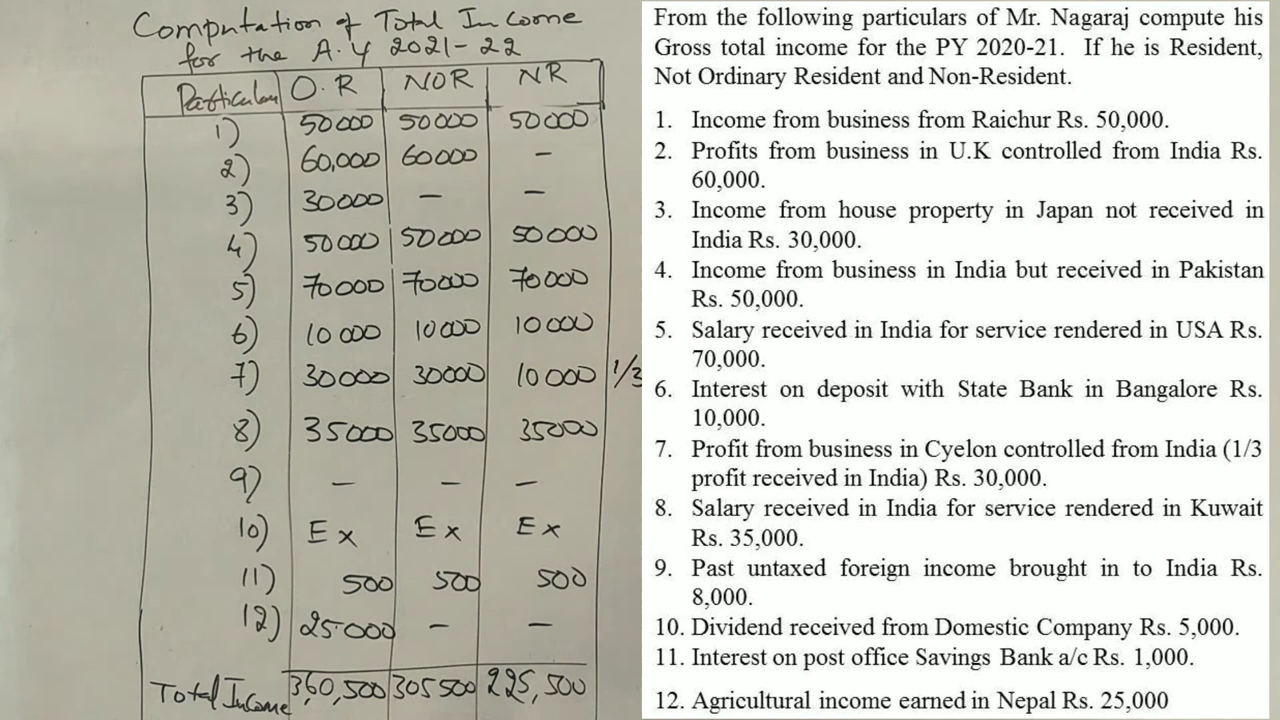 Computation of Total Income
for the A.Y 2021-22
Particulars O.R NOR NR
1) 50000 50000 50000
2) 60,000 60000 –
3) 30000 – –
4) 50000 50000 50000
5) 70000 70000 70000
6) 10000 10000 10000
7) 30000 30000 10000 1/3
8) 35000 35000 35000
9) – – –
10) Ex Ex Ex
11) 500 500 500
12) 25000 – –
Total Income 360,500 305500 225,500
From the following particulars of Mr. Nagaraj compute his
Gross total income for the PY 2020-21. If he is Resident,
Not Ordinary Resident and Non-Resident.
1. Income from business from Raichur Rs. 50,000.
2. Profits from business in U.K controlled from India Rs.
60,000.
3. Income from house property in Japan not received in
India Rs. 30,000.
4. Income from business in India but received in Pakistan
Rs. 50,000.
5. Salary received in India for service rendered in USA Rs.
70,000.
6. Interest on deposit with State Bank in Bangalore Rs.
10,000.
7. Profit from business in Cyelon controlled from India (1/3
profit received in India) Rs. 30,000.
8. Salary received in India for service rendered in Kuwait
Rs. 35,000.
9. Past untaxed foreign income brought in to India Rs.
8,000.
10. Dividend received from Domestic Company Rs. 5,000.
11. Interest on post office Savings Bank a/c Rs. 1,000.
12. Agricultural income earned in Nepal Rs. 25,000